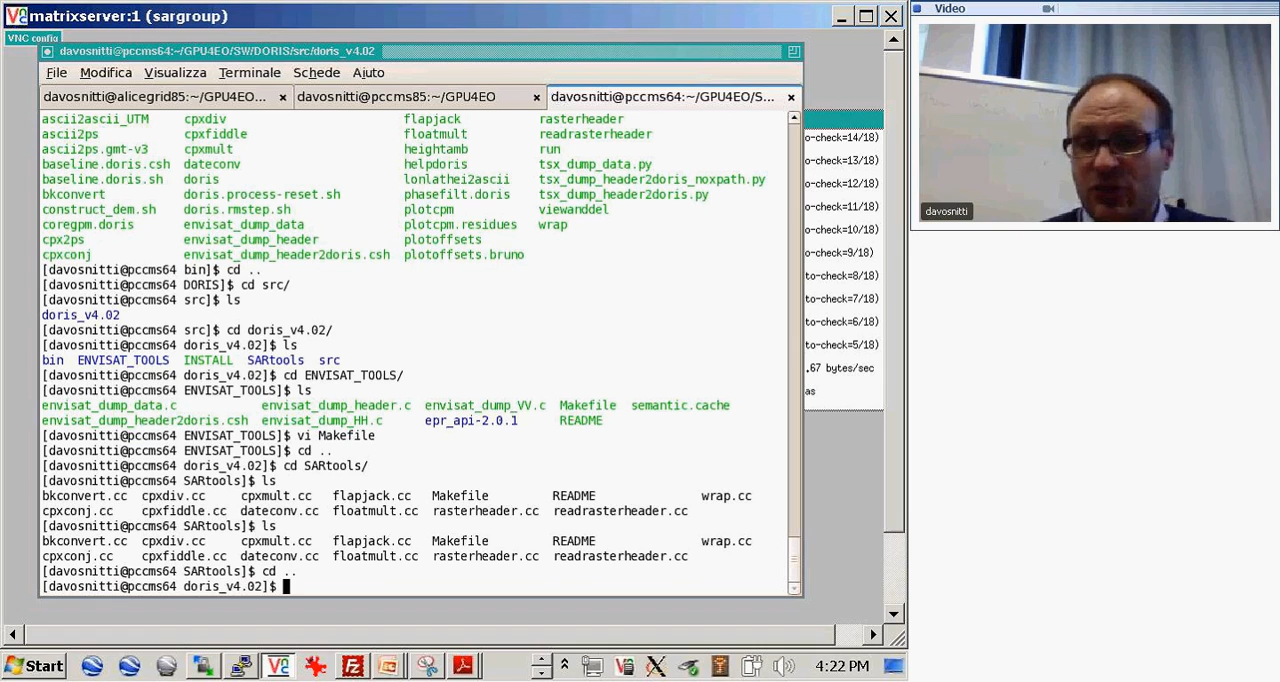 matrixserver:1 (sargroup)
Video
VNC config
davosnitti@pccms64:~/GPU4EO/SW/DORIS/src/doris_v4.02
File Modifica Visualizza Terminale Schede Aiuto
davosnitti@alicegrid85:~/GPU4EO... davosnitti@pccms85:~/GPU4EO davosnitti@pccms64:~/GPU4EO/S...
ascii2ascii_UTM cpxdiv flapjack rasterheader
ascii2ps cpxfiddle floatmult readrasterheader
ascii2ps.gmt-v3 cpxmult heightamb run
baseline.doris.csh dateconv helpdoris tsx_dump_data.py
baseline.doris.sh doris lonlathei2ascii tsx_dump_header2doris_noxpath.py
bkconvert doris.process-reset.sh phasefilt.doris tsx_dump_header2doris.py
construct_dem.sh doris.rmstep.sh plotcpm viewanddel
coregpm.doris envisat_dump_data plotcpm.residues wrap
cpx2ps envisat_dump_header plotoffsets
cpxconj envisat_dump_header2doris.csh plotoffsets.bruno
[davosnitti@pccms64 bin]$ cd ..
[davosnitti@pccms64 DORIS]$ cd src/
[davosnitti@pccms64 src]$ ls
doris_v4.02
[davosnitti@pccms64 src]$ cd doris_v4.02/
[davosnitti@pccms64 doris_v4.02]$ ls
bin ENVISAT_TOOLS INSTALL SARtools src
[davosnitti@pccms64 doris_v4.02]$ cd ENVISAT_TOOLS/
[davosnitti@pccms64 ENVISAT_TOOLS]$ ls
envisat_dump_data.c envisat_dump_header.c envisat_dump_VV.c Makefile semantic.cache
envisat_dump_header2doris.csh envisat_dump_HH.c epr_api-2.0.1 README
[davosnitti@pccms64 ENVISAT_TOOLS]$ vi Makefile
[davosnitti@pccms64 ENVISAT_TOOLS]$ cd ..
[davosnitti@pccms64 doris_v4.02]$ cd SARtools/
[davosnitti@pccms64 SARtools]$ ls
bkconvert.cc cpxdiv.cc cpxmult.cc flapjack.cc Makefile README wrap.cc
cpxconj.cc cpxfiddle.cc dateconv.cc floatmult.cc rasterheader.cc readrasterheader.cc
[davosnitti@pccms64 SARtools]$ ls
bkconvert.cc cpxdiv.cc cpxmult.cc flapjack.cc Makefile README wrap.cc
cpxconj.cc cpxfiddle.cc dateconv.cc floatmult.cc rasterheader.cc readrasterheader.cc
[davosnitti@pccms64 SARtools]$ cd ..
[davosnitti@pccms64 doris_v4.02]$
to-check=14/18)
to-check=13/18)
to-check=12/18)
to-check=11/18)
to-check=10/18)
o-check=9/18)
to-check=8/18)
to-check=7/18)
to-check=6/18)
to-check=5/18)
.67 bytes/sec
as
davosnitti
Start
4:22 PM